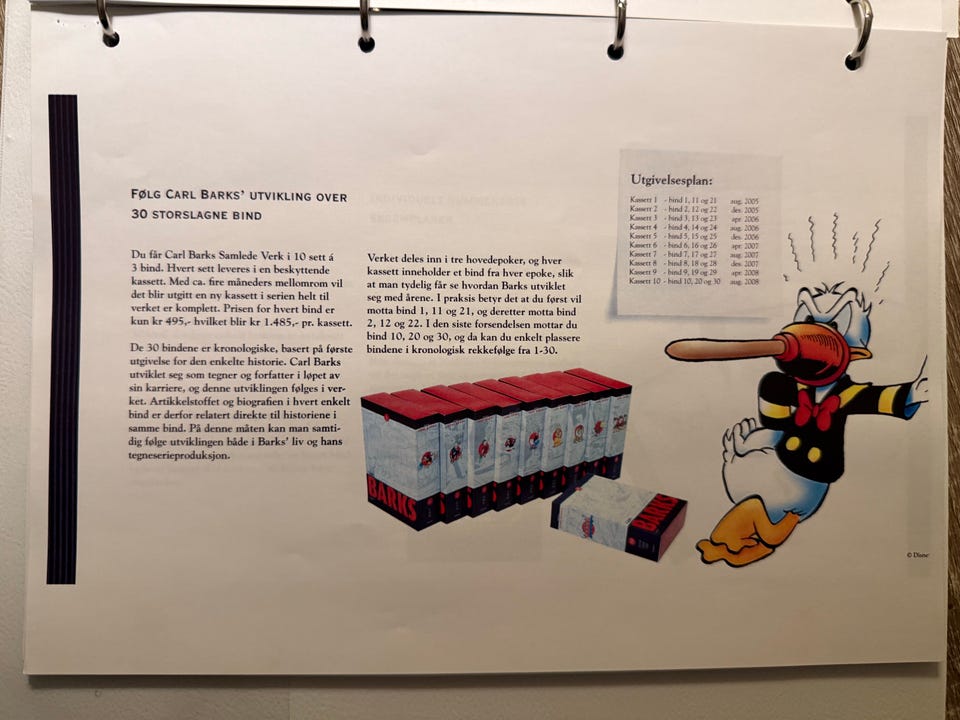 FØLG CARL BARKS' UTVIKLING OVER
30 STORSLAGNE BIND
Du får Carl Barks Samlede Verk i 10 sett á
3 bind. Hvert sett leveres i en beskyttende
kassett. Med ca. fire måneders mellomrom vil
det blir utgitt en ny kassett i serien helt til
verket er komplett. Prisen for hvert bind er
kun kr 495,- hvilket blir kr 1.485,- pr. kassett.
De 30 bindene er kronologiske, basert på første
utgivelse for den enkelte historie. Carl Barks
utviklet seg som tegner og forfatter i løpet av
sin karriere, og denne utviklingen følges i ver-
ket. Artikkelstoffet og biografien i hvert enkelt
bind er derfor relatert direkte til historiene i
samme bind. På denne måten kan man samti-
dig følge utviklingen både i Barks' liv og hans
tegneserieproduksjon.
Verket deles inn i tre hovedepoker, og hver
kassett inneholder et bind fra hver epoke, slik
at man tydelig får se hvordan Barks utviklet
seg med årene. I praksis betyr det at du først vil
motta bind 1, 11 og 21, og deretter motta bind
2, 12 og 22. I den siste forsendelsen mottar du
bind 10, 20 og 30, og da kan du enkelt plassere
bindene i kronologisk rekkefølge fra 1-30.
Utgivelsesplan:
Kassett 1 - bind 1, 11 og 21 aug. 2005
Kassett 2 - bind 2, 12 og 22 des. 2005
Kassett 3 - bind 3, 13 og 23 apr. 2006
Kassett 4 - bind 4, 14 og 24 aug. 2006
Kassett 5 - bind 5, 15 og 25 des. 2006
Kassett 6 - bind 6, 16 og 26 apr. 2007
Kassett 7 - bind 7, 17 og 27 aug. 2007
Kassett 8 - bind 8, 18 og 28 des. 2007
Kassett 9 - bind 9, 19 og 29 apr. 2008
Kassett 10 - bind 10, 20 og 30 aug. 2008
BARKS
BARKS
© Disne